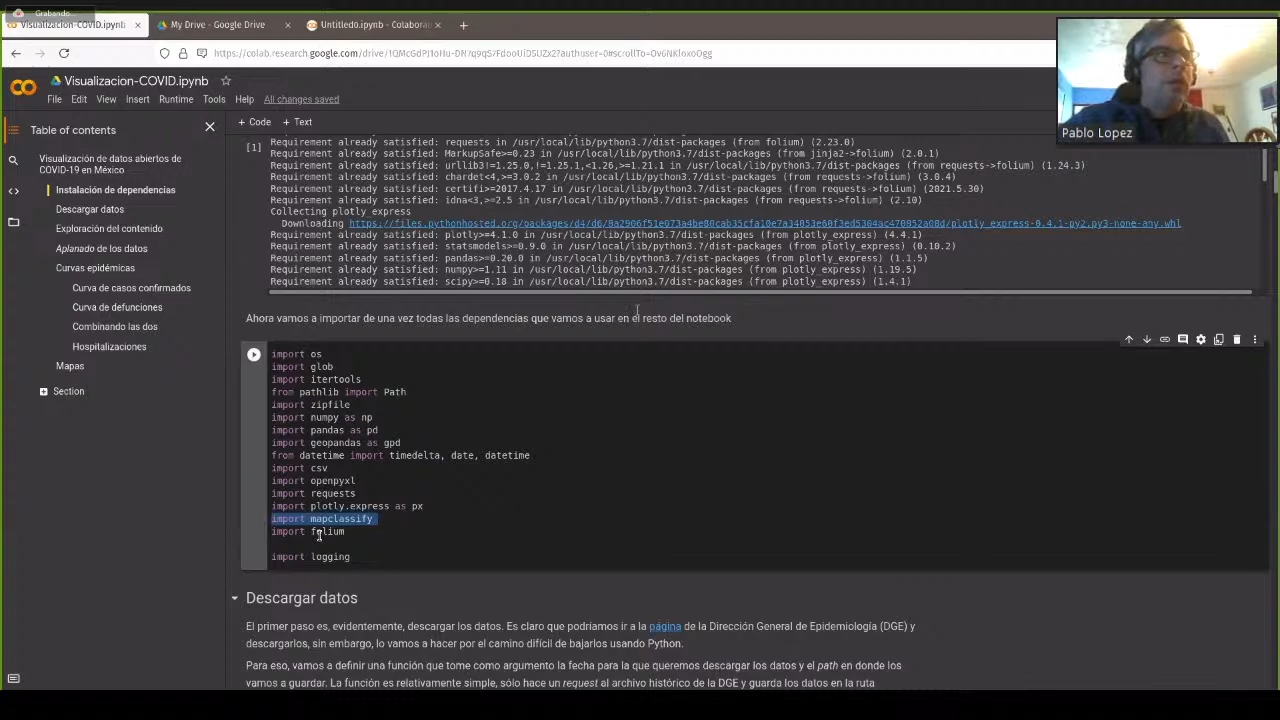 Grabando...
Visualizacion-COVID.ipynb
My Drive - Google Drive
Untitled0.ipynb - Colaborat
Visualizacion-COVID.ipynb
File Edit View Insert Runtime Tools Help All changes saved
Pablo Lopez
Table of contents
Visualización de datos abiertos de
COVID-19 en México
Instalación de dependencias
Descargar datos
Exploración del contenido
Aplanado de los datos
Curvas epidémicas
Curva de casos confirmados
Curva de defunciones
Combinando las dos
Hospitalizaciones
Mapas
Section
+ Code + Text
[1]
Requirement already satisfied: requests in /usr/local/lib/python3.7/dist-packages (from folium) (2.23.0)
Requirement already satisfied: MarkupSafe>=0.23 in /usr/local/lib/python3.7/dist-packages (from jinja2->folium) (2.0.1)
Requirement already satisfied: urllib3!=1.25.0,!=1.25.1,<1.26,>=1.21.1 in /usr/local/lib/python3.7/dist-packages (from requests->folium) (1.24.3)
Requirement already satisfied: chardet<4,>=3.0.2 in /usr/local/lib/python3.7/dist-packages (from requests->folium) (3.0.4)
Requirement already satisfied: certifi>=2017.4.17 in /usr/local/lib/python3.7/dist-packages (from requests->folium) (2021.5.30)
Requirement already satisfied: idna<3,>=2.5 in /usr/local/lib/python3.7/dist-packages (from requests->folium) (2.10)
Collecting plotly_express
Downloading
Requirement already satisfied: plotly>=4.1.0 in /usr/local/lib/python3.7/dist-packages (from plotly_express) (4.4.1)
Requirement already satisfied: statsmodels>=0.9.0 in /usr/local/lib/python3.7/dist-packages (from plotly_express) (0.10.2)
Requirement already satisfied: pandas>=0.20.0 in /usr/local/lib/python3.7/dist-packages (from plotly_express) (1.1.5)
Requirement already satisfied: numpy>=1.11 in /usr/local/lib/python3.7/dist-packages (from plotly_express) (1.19.5)
Requirement already satisfied: scipy>=0.18 in /usr/local/lib/python3.7/dist-packages (from plotly_express) (1.4.1)
Ahora vamos a importar de una vez todas las dependencias que vamos a usar en el resto del notebook
import os
import glob
import itertools
from pathlib import Path
import zipfile
import numpy as np
import pandas as pd
import geopandas as gpd
from datetime import timedelta, date, datetime
import csv
import openpyxl
import requests
import plotly.express as px
import mapclassify
import folium
import logging
Descargar datos
El primer paso es, evidentemente, descargar los datos. Es claro que podriamos ir a la página de la Dirección General de Epidemiología (DGE) y
descargarlos, sin embargo, lo vamos a hacer por el camino difícil de bajarlos usando Python.
Para eso, vamos a definir una función que tome como argumento la fecha para la que queremos descargar los datos y el path en donde los
vamos a guardar. La función es relativamente simple, sólo hace un request al archivo histórico de la DGE y guarda los datos en la ruta